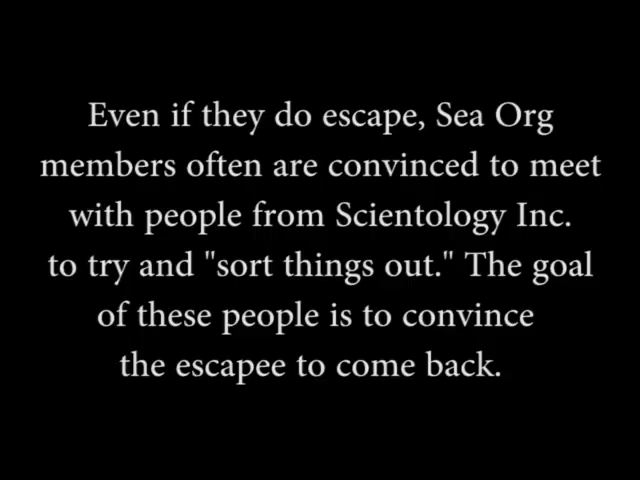 Even if they do escape, Sea Org
members often are convinced to meet
with people from Scientology Inc.
to try and "sort things out." The goal
of these people is to convince
the escapee to come back.